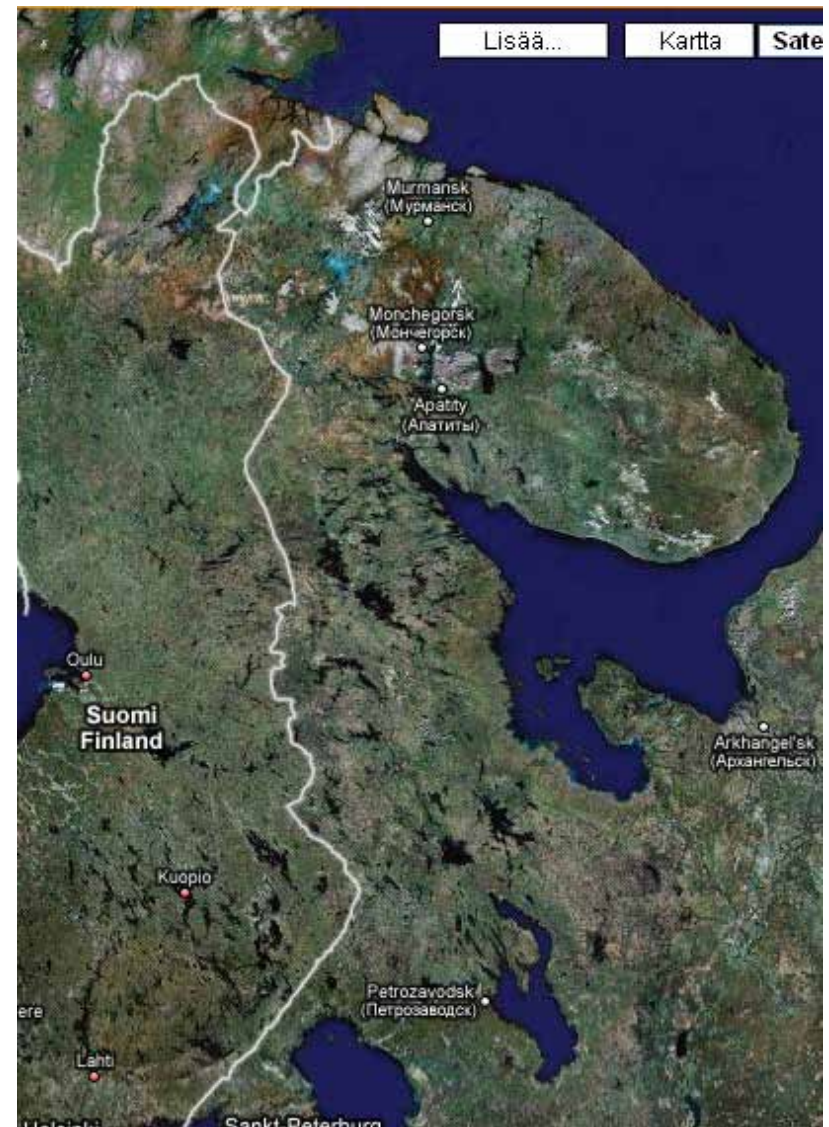 Lisää...
Kartta
Sate
Murmansk
(Мурманск)
Monchegorsk
(Мончегорск)
Apatity
(Апатиты)
Oulu
Suomi
Finland
Arkhangel'sk
(Архангельск)
Kuopio
Petrozavodsk
(Петрозаводск)
ere
Lahti
Helsinki
Sankt-Peterburg